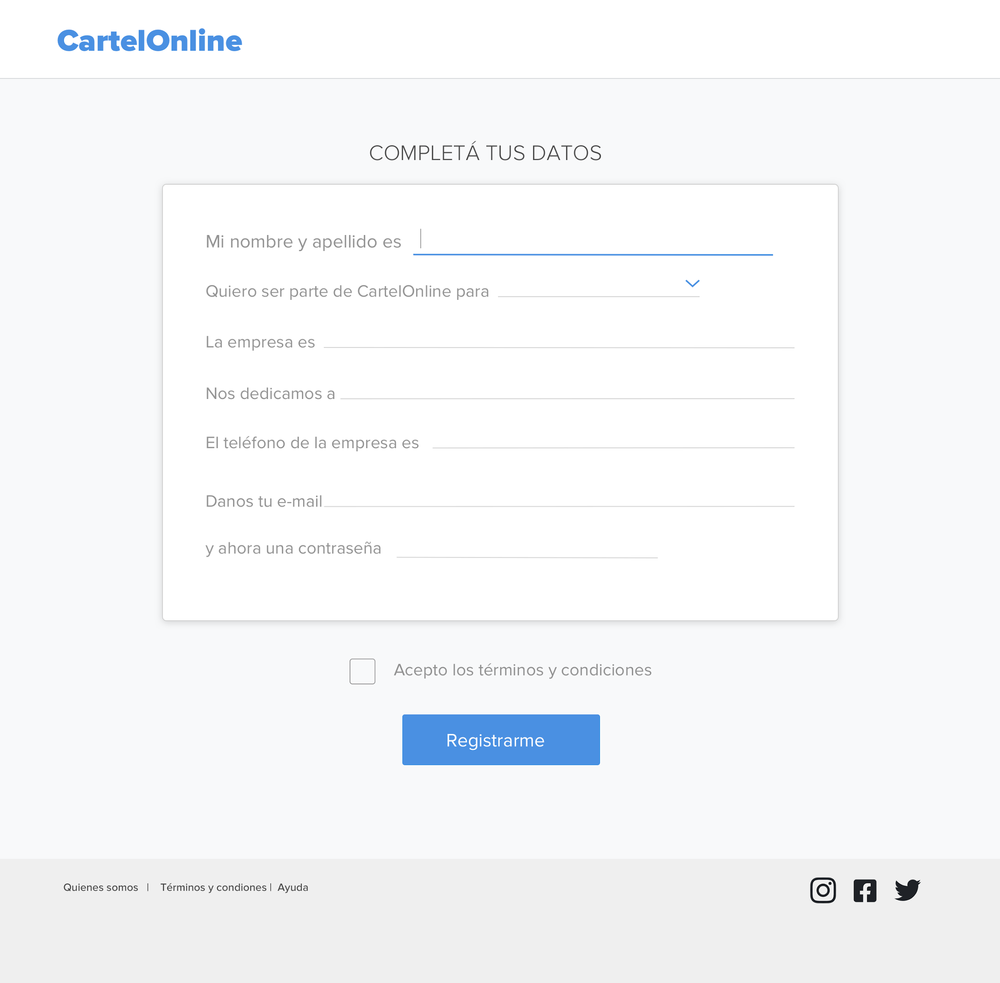 CartelOnline
COMPLETÁ TUS DATOS
Mi nombre y apellido es
Quiero ser parte de CartelOnline para
La empresa es
Nos dedicamos a
El teléfono de la empresa es
Danos tu e-mail
y ahora una contraseña
Acepto los términos y condiciones
Registrarme
Quienes somos | Términos y condiones | Ayuda